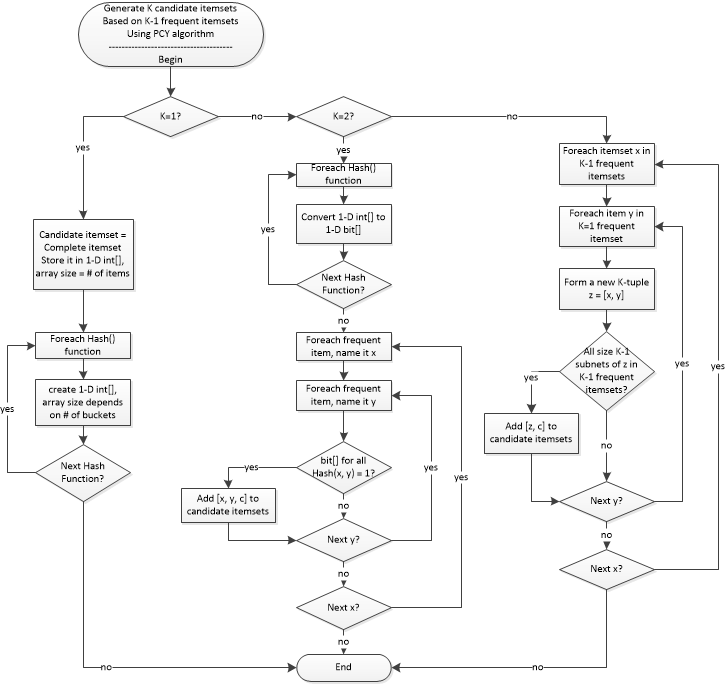 Generate K candidate itemsets
Based on K-1 frequent itemsets
Using PCY algorithm
--------------------------------------
Begin
K=1?
no
K=2?
no
yes
yes
Foreach Hash()
function
Convert 1-D int[] to
1-D bit[]
yes
Next Hash
Function?
no
Candidate itemset =
Complete itemset
Store it in 1-D int[],
array size = # of items
Foreach Hash()
function
create 1-D int[],
array size depends
on # of buckets
yes
Next Hash
Function?
no
Foreach frequent
item, name it x
Foreach frequent
item, name it y
bit[] for all
Hash(x, y) = 1?
yes
Add [x, y, c] to
candidate itemsets
no
yes
yes
Next y?
no
Next x?
no
End
Foreach itemset x in
K-1 frequent
itemsets
Foreach item y in
K=1 frequent
itemset
Form a new K-tuple
z = [x, y]
All size K-1
subnets of z in
K-1 frequent
itemsets?
yes
Add [z, c] to
candidate itemsets
no
yes
yes
Next y?
no
Next x?
no